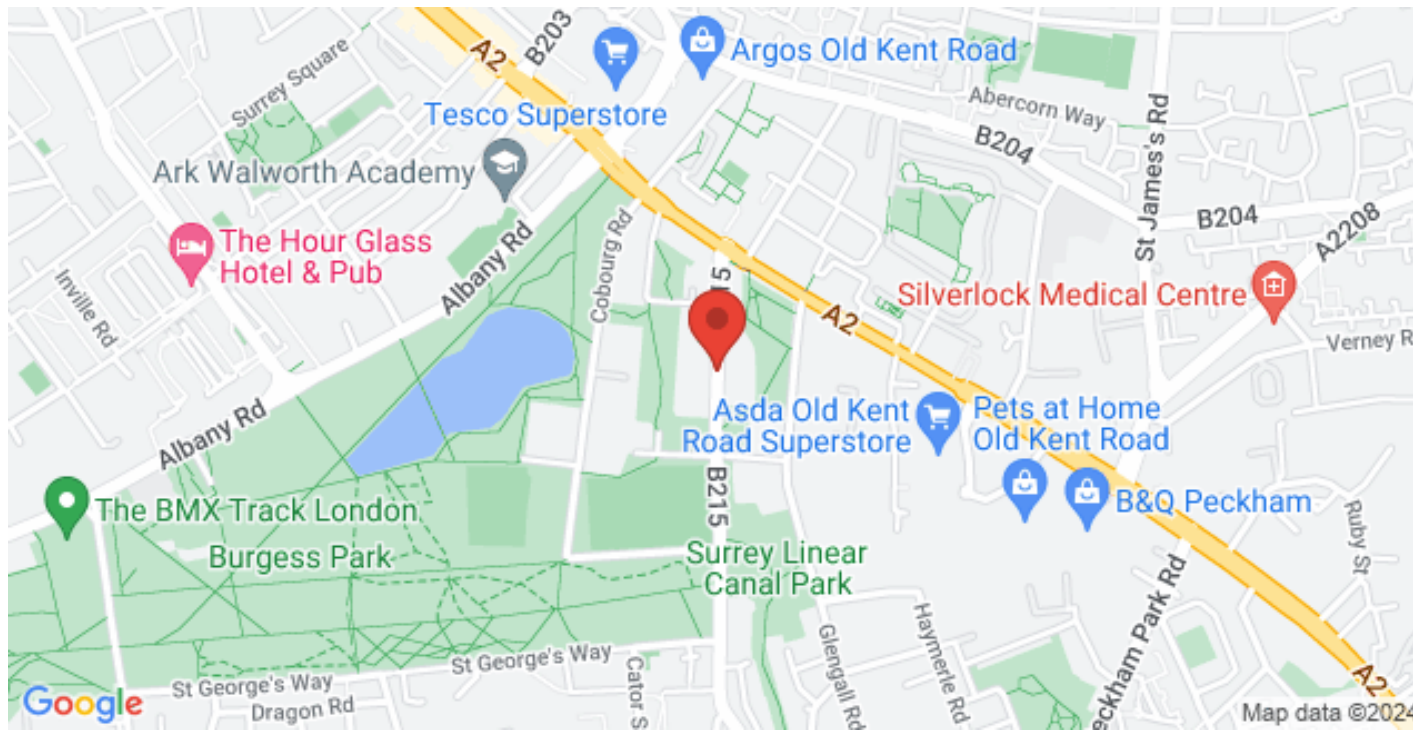 A2
B203
Argos Old Kent Road
Surrey Square
Tesco Superstore
Abercorn Way
B204
St James's Rd
Ark Walworth Academy
B204
A2208
The Hour Glass
Hotel & Pub
Albany Rd
Cobourg Rd
15
A2
Silverlock Medical Centre
Inville Rd
Verney R
Albany Rd
Asda Old Kent
Road Superstore
Pets at Home
Old Kent Road
B215
The BMX Track London
B&Q Peckham
Burgess Park
Surrey Linear
Canal Park
Ruby St
eckham Park Rd
Haymerle Rd
Glengall Rd
St George's Way
Cator S
St George's Way
Dragon Rd
A2
Google
Map data ©2024